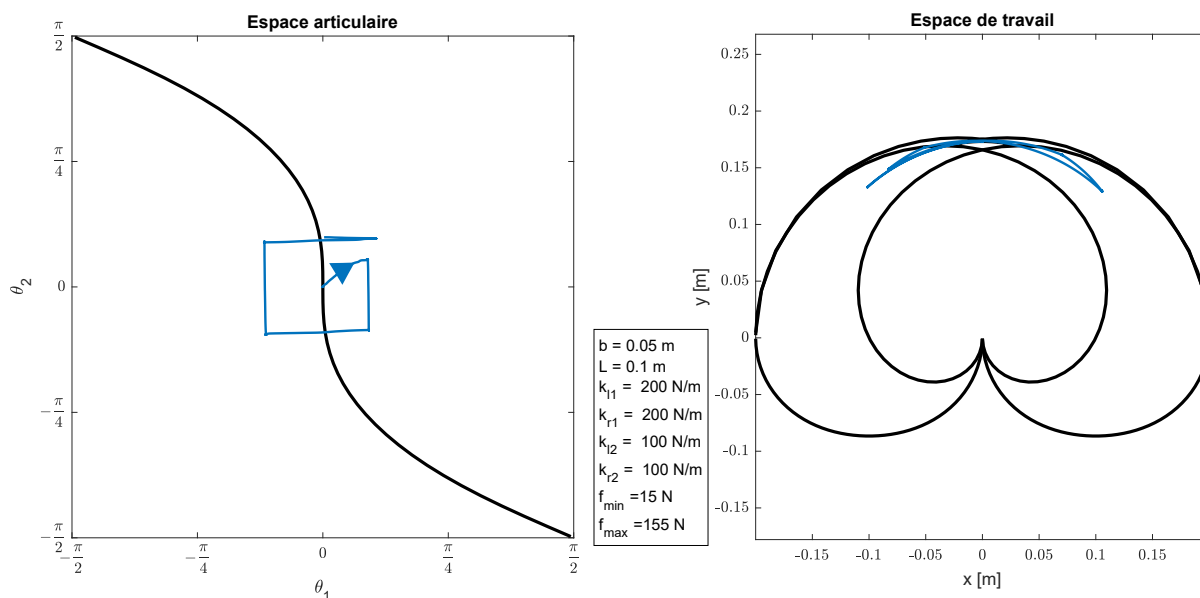 Espace articulaire
π/2
π/4
0
−π/4
−π/2
θ2
−π/2 −π/4 0 π/4 π/2
θ1
b = 0.05 m
L = 0.1 m
kl1 = 200 N/m
kr1 = 200 N/m
kl2 = 100 N/m
kr2 = 100 N/m
fmin =15 N
fmax =155 N
Espace de travail
0.25
0.2
0.15
0.1
0.05
0
-0.05
-0.1
-0.15
y [m]
-0.15 -0.1 -0.05 0 0.05 0.1 0.15
x [m]